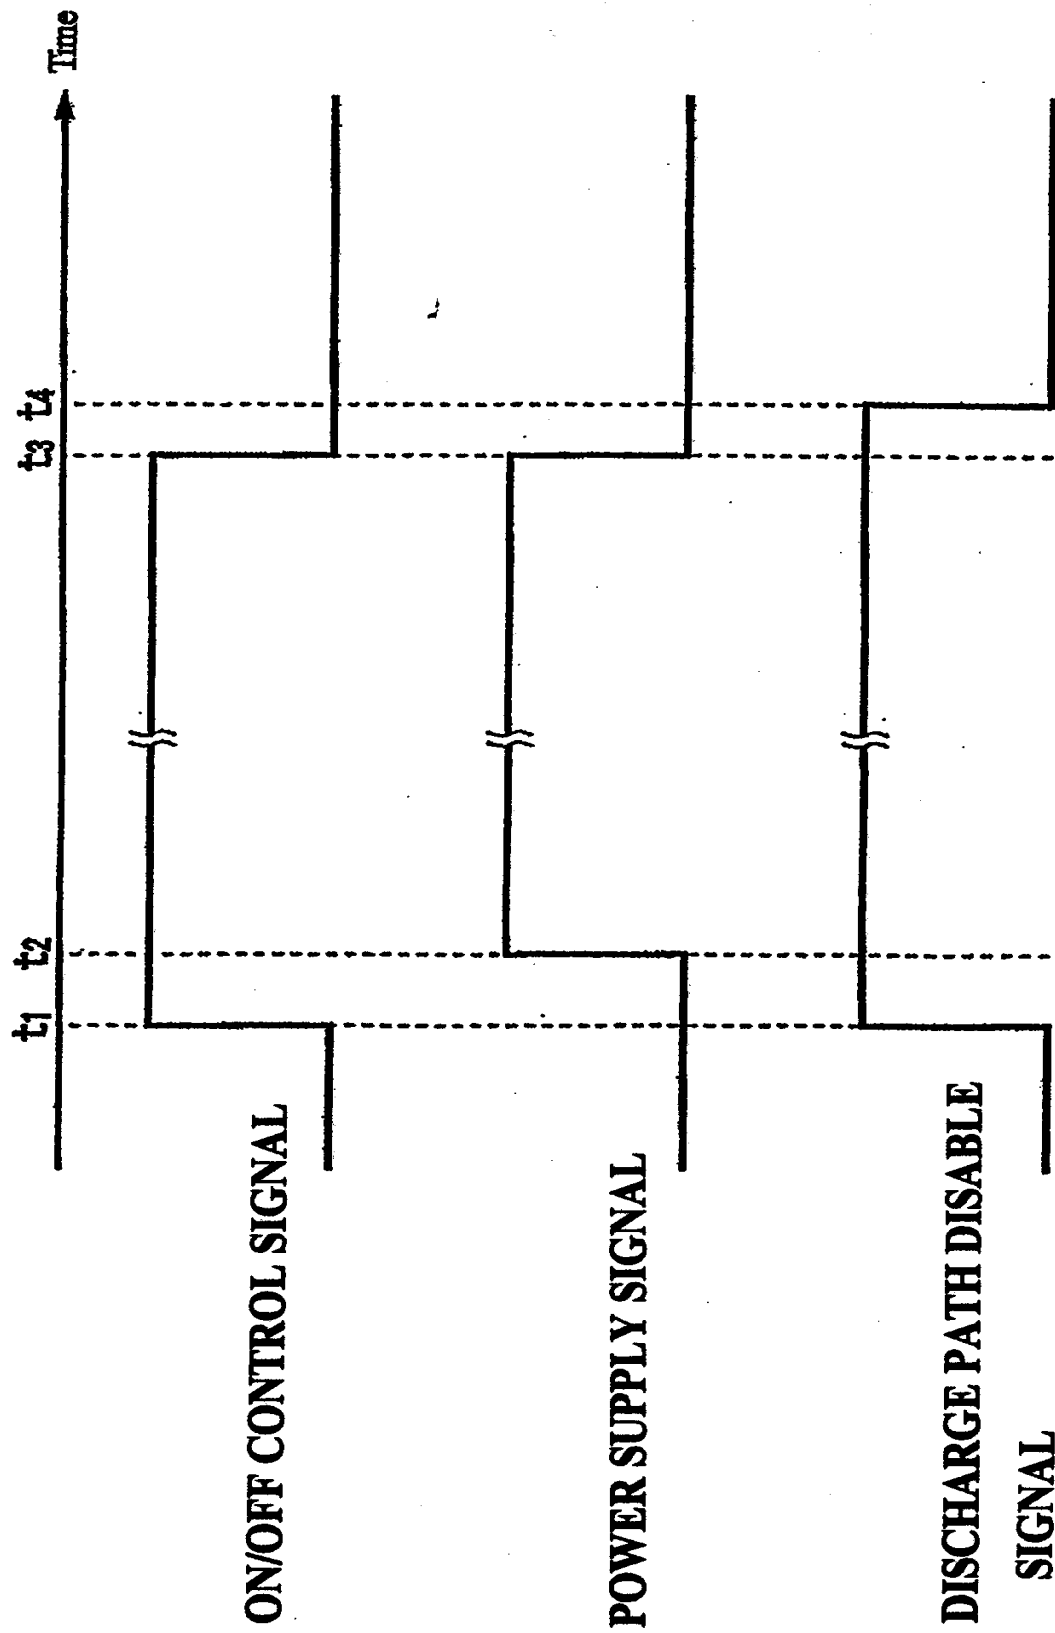 Time
t1 t2 t3 t4
ON/OFF CONTROL SIGNAL
POWER SUPPLY SIGNAL
DISCHARGE PATH DISABLE
SIGNAL